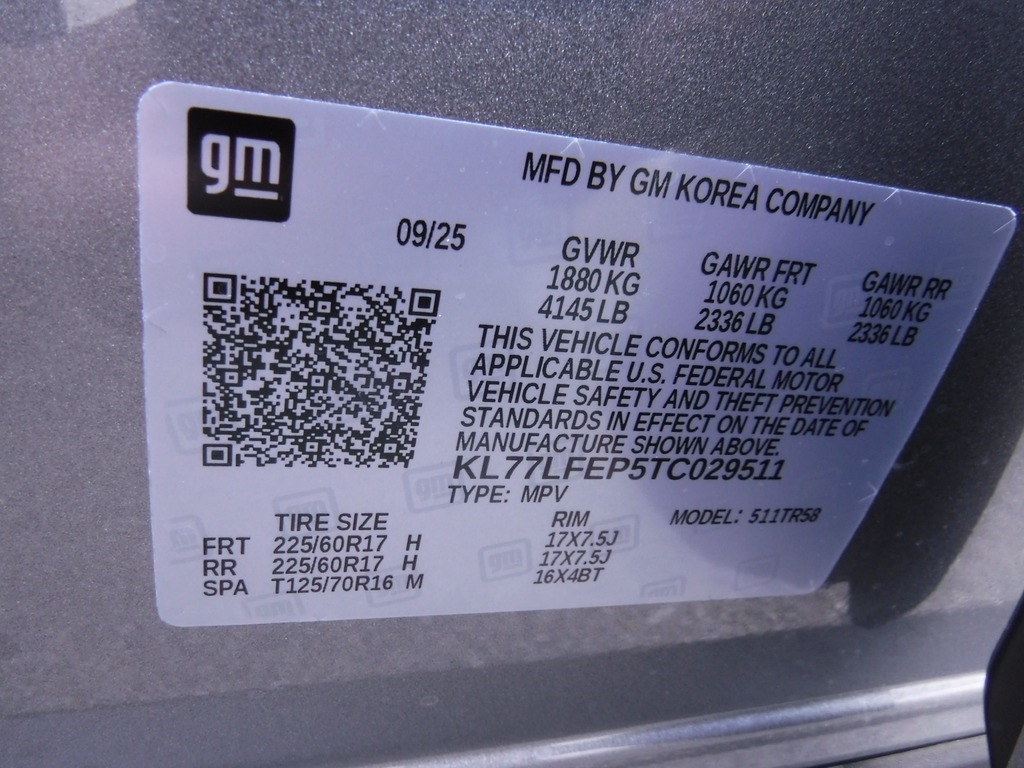 gm
MFD BY GM KOREA COMPANY
09/25
GVWR GAWR FRT GAWR RR
1880 KG 1060 KG 1060 KG
4145 LB 2336 LB 2336 LB
THIS VEHICLE CONFORMS TO ALL
APPLICABLE U.S. FEDERAL MOTOR
VEHICLE SAFETY AND THEFT PREVENTION
STANDARDS IN EFFECT ON THE DATE OF
MANUFACTURE SHOWN ABOVE.
KL77LFEP5TC029511
TYPE: MPV MODEL: 511TR58
TIRE SIZE RIM
FRT 225/60R17 H 17X7.5J
RR 225/60R17 H 17X7.5J
SPA T125/70R16 M 16X4BT